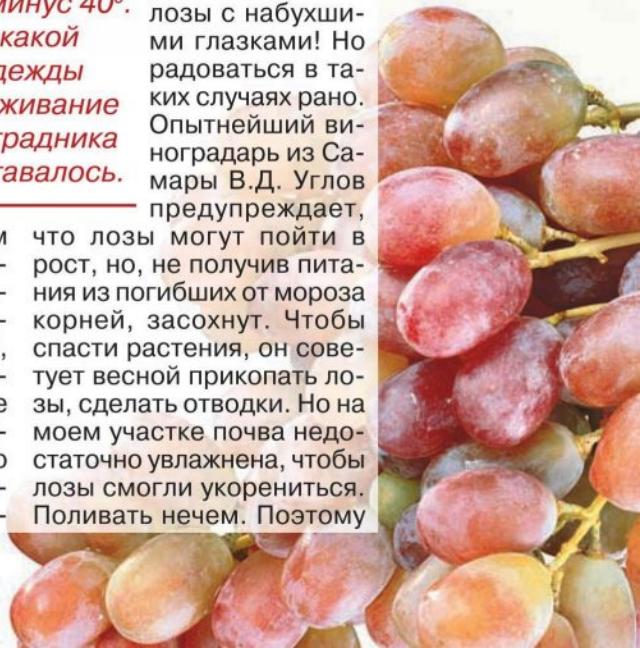 минус 40°.
какой
живание
лозы с набухши-
ми глазками! Но
радоваться в та-
ких случаях рано.
Опытнейший ви-
ноградарь из Са-
мары В.Д. Углов
предупреждает,
что лозы могут пойти в
рост, но, не получив пита-
ния из погибших от мороза
корней, засохнут. Чтобы
спасти растения, он сове-
тует весной прикопать ло-
зы, сделать отводки. Но на
моем участке почва недо-
статочно увлажнена, чтобы
лозы смогли укорениться.
Поливать нечем. Поэтому